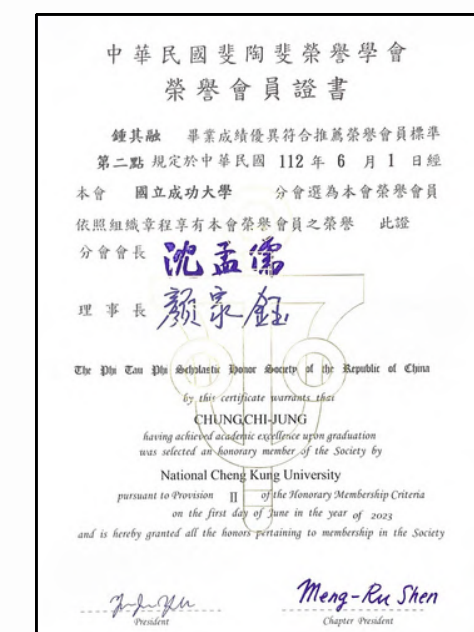 中華民國斐陶斐榮譽學會
榮譽會員證書
鍾其融 畢業成績優異符合推薦榮譽會員標準
第二點 規定於中華民國 112 年 6 月 1 日經
本會 國立成功大學 分會選為本會榮譽會員
依照組織章程享有本會榮譽會員之榮譽 此證
分會會長 沈孟儒
理事長 顏家鈺
The Phi Tau Phi Scholastic Honor Society of the Republic of China
by this certificate warrants that
CHUNG,CHI-JUNG
having achieved academic excellence upon graduation
was selected an honorary member of the Society by
National Cheng Kung University
pursuant to Provision II of the Honorary Membership Criteria
on the first day of June in the year of 2023
and is hereby granted all the honors pertaining to membership in the Society
Meng-Ru Shen
President Chapter President